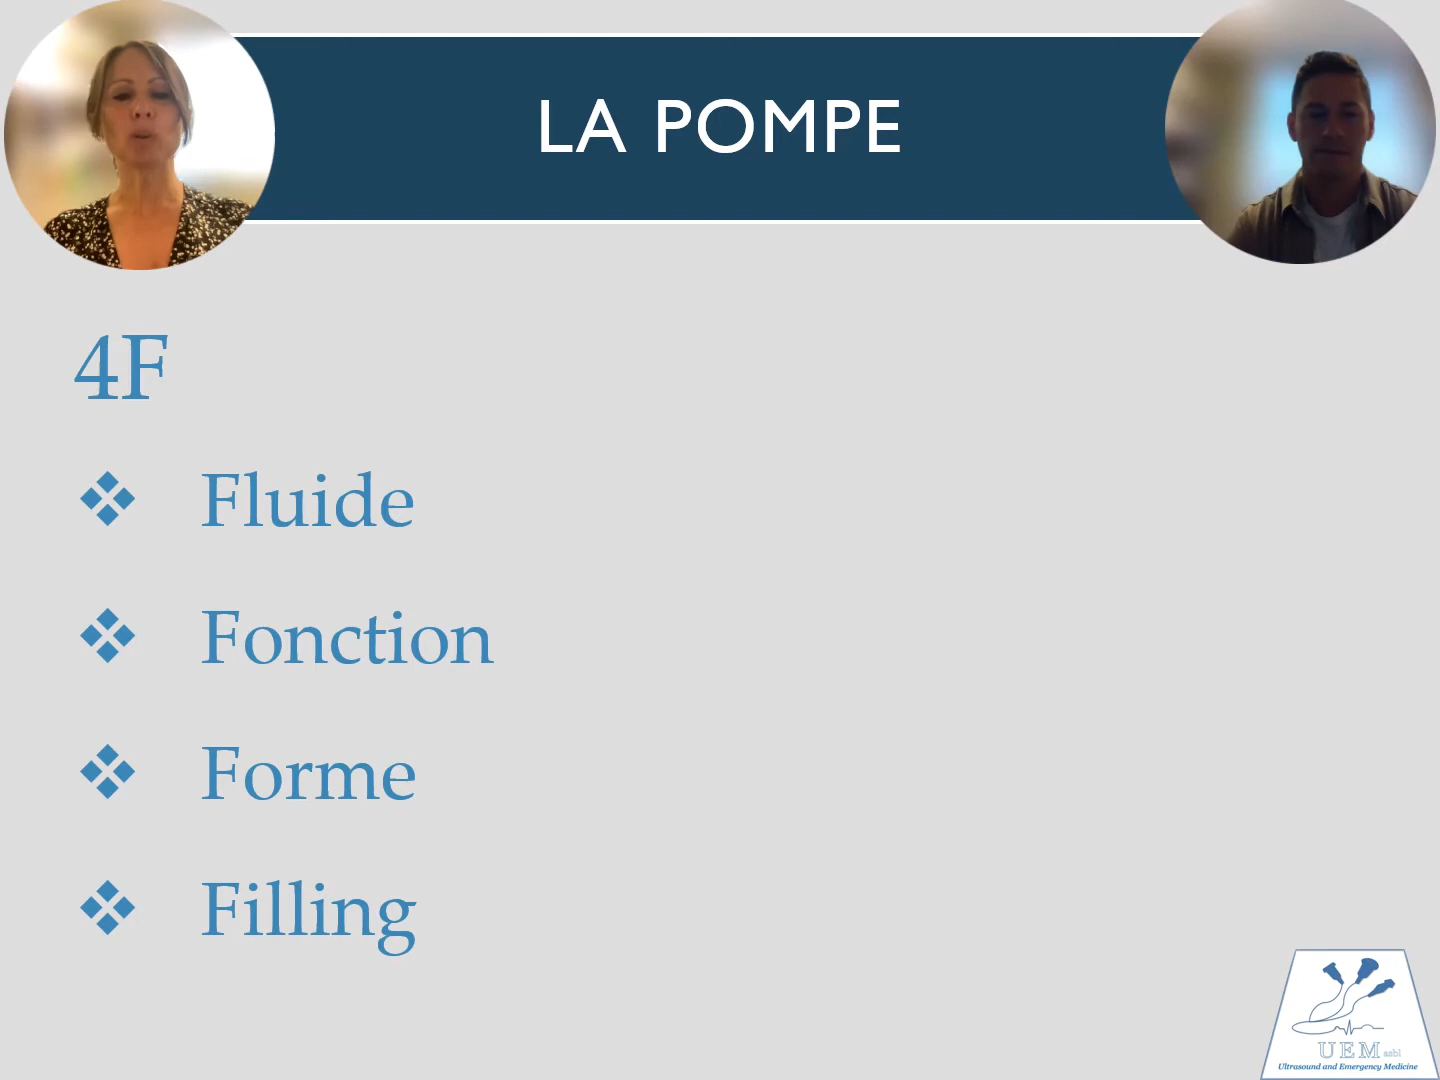 LA POMPE
4F
❖ Fluide
❖ Fonction
❖ Forme
❖ Filling
UEM asbl
Ultrasound and Emergency Medicine